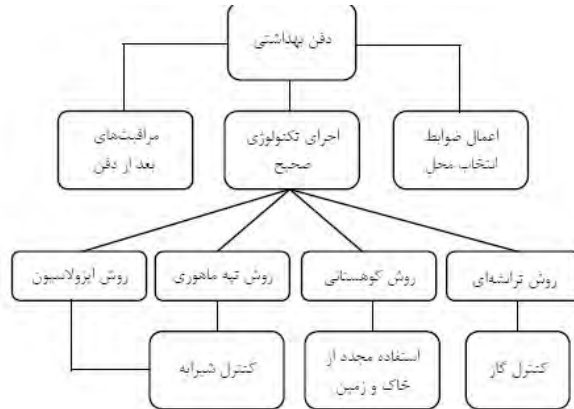 دفن بهداشتی
اعمال ضوابط
انتخاب محل
اجرای تکنولوژی
صحیح
مراقبت‌های
بعد از دفن
روش ترانشه‌ای
روش کوهستانی
روش تپه ماهوری
روش ایزولاسیون
کنترل گاز
استفاده مجدد از
خاک و زمین
کنترل شیرابه